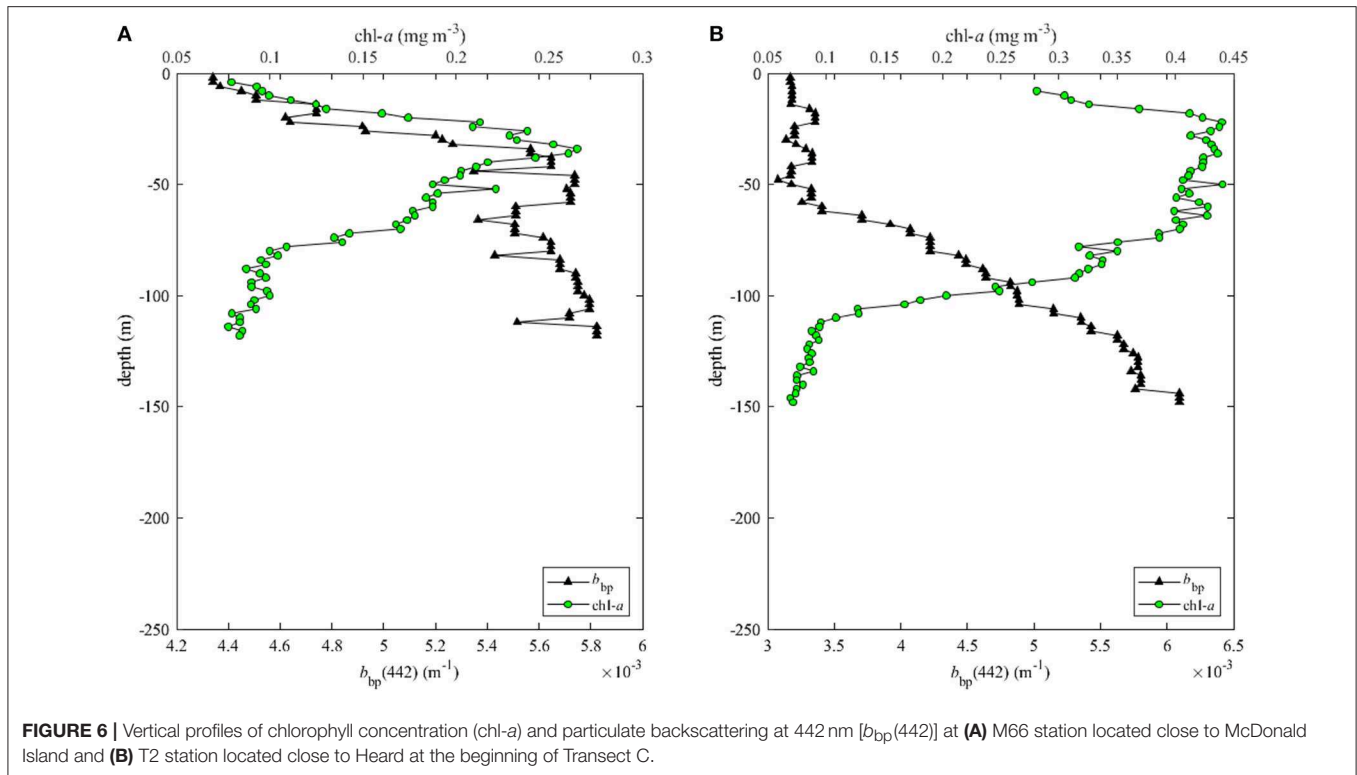 A
chl-a (mg m⁻³)
0.05 0.1 0.15 0.2 0.25 0.3
0
-50
-100
-150
-200
-250
depth (m)
b_bp
chl-a
4.2 4.4 4.6 4.8 5 5.2 5.4 5.6 5.8 6
b_bp(442) (m⁻¹)
×10⁻³
B
chl-a (mg m⁻³)
0.05 0.1 0.15 0.2 0.25 0.3 0.35 0.4 0.45
0
-50
-100
-150
-200
-250
depth (m)
b_bp
chl-a
3 3.5 4 4.5 5 5.5 6 6.5
b_bp(442) (m⁻¹)
×10⁻³
FIGURE 6 | Vertical profiles of chlorophyll concentration (chl-a) and particulate backscattering at 442 nm [b_bp(442)] at (A) M66 station located close to McDonald
Island and (B) T2 station located close to Heard at the beginning of Transect C.